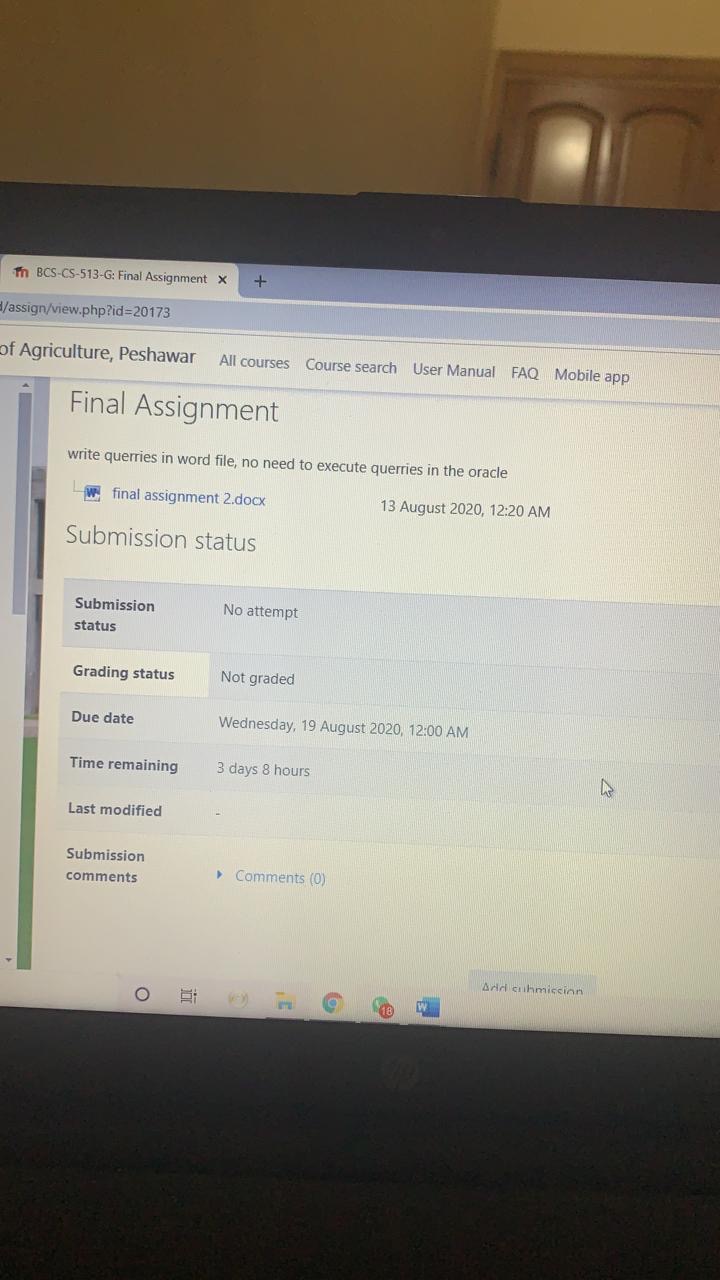 BCS-CS-513-G: Final Assignment
/assign/view.php?id=20173
of Agriculture, Peshawar All courses Course search User Manual FAQ Mobile app
Final Assignment
write querries in word file, no need to execute querries in the oracle
final assignment 2.docx 13 August 2020, 12:20 AM
Submission status
Submission status No attempt
Grading status Not graded
Due date Wednesday, 19 August 2020, 12:00 AM
Time remaining 3 days 8 hours
Last modified -
Submission comments Comments (0)
Add submission
18